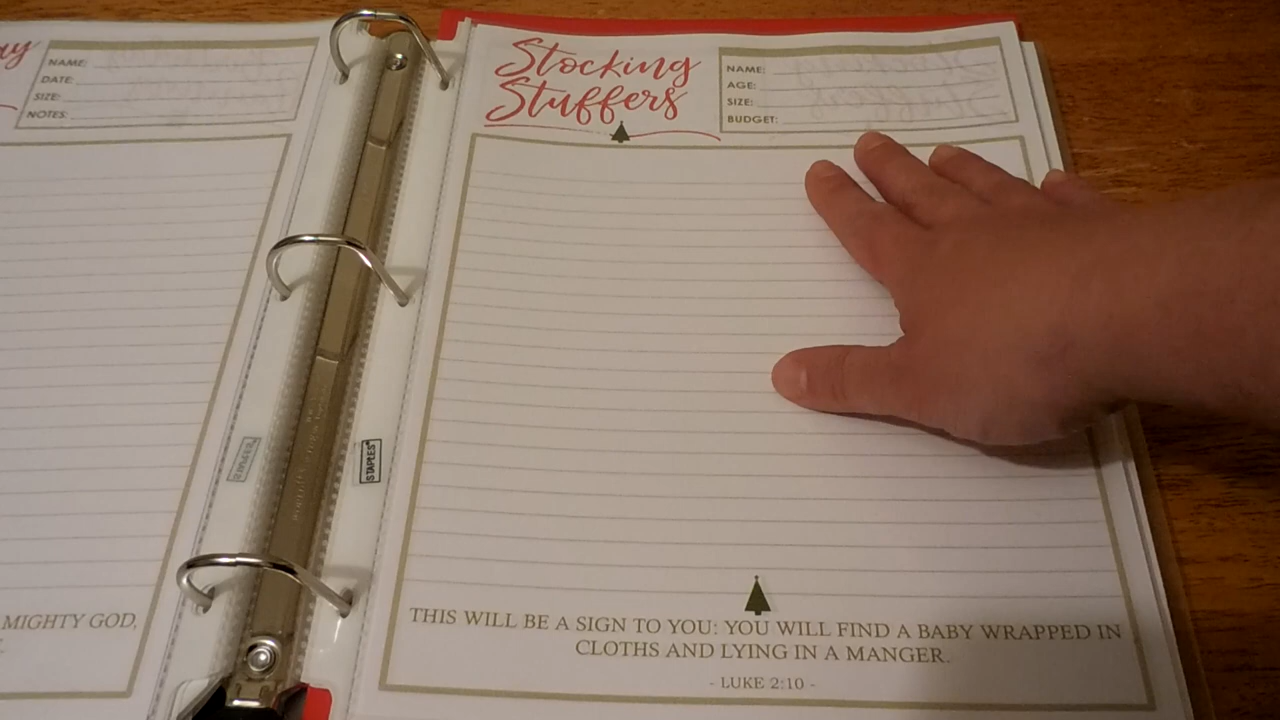 ay
NAME:
DATE:
SIZE:
NOTES:
MIGHTY GOD,
STAPLES
STAPLES
Stocking
Stuffers
NAME:
AGE:
SIZE:
BUDGET:
THIS WILL BE A SIGN TO YOU: YOU WILL FIND A BABY WRAPPED IN
CLOTHS AND LYING IN A MANGER.
- LUKE 2:10 -